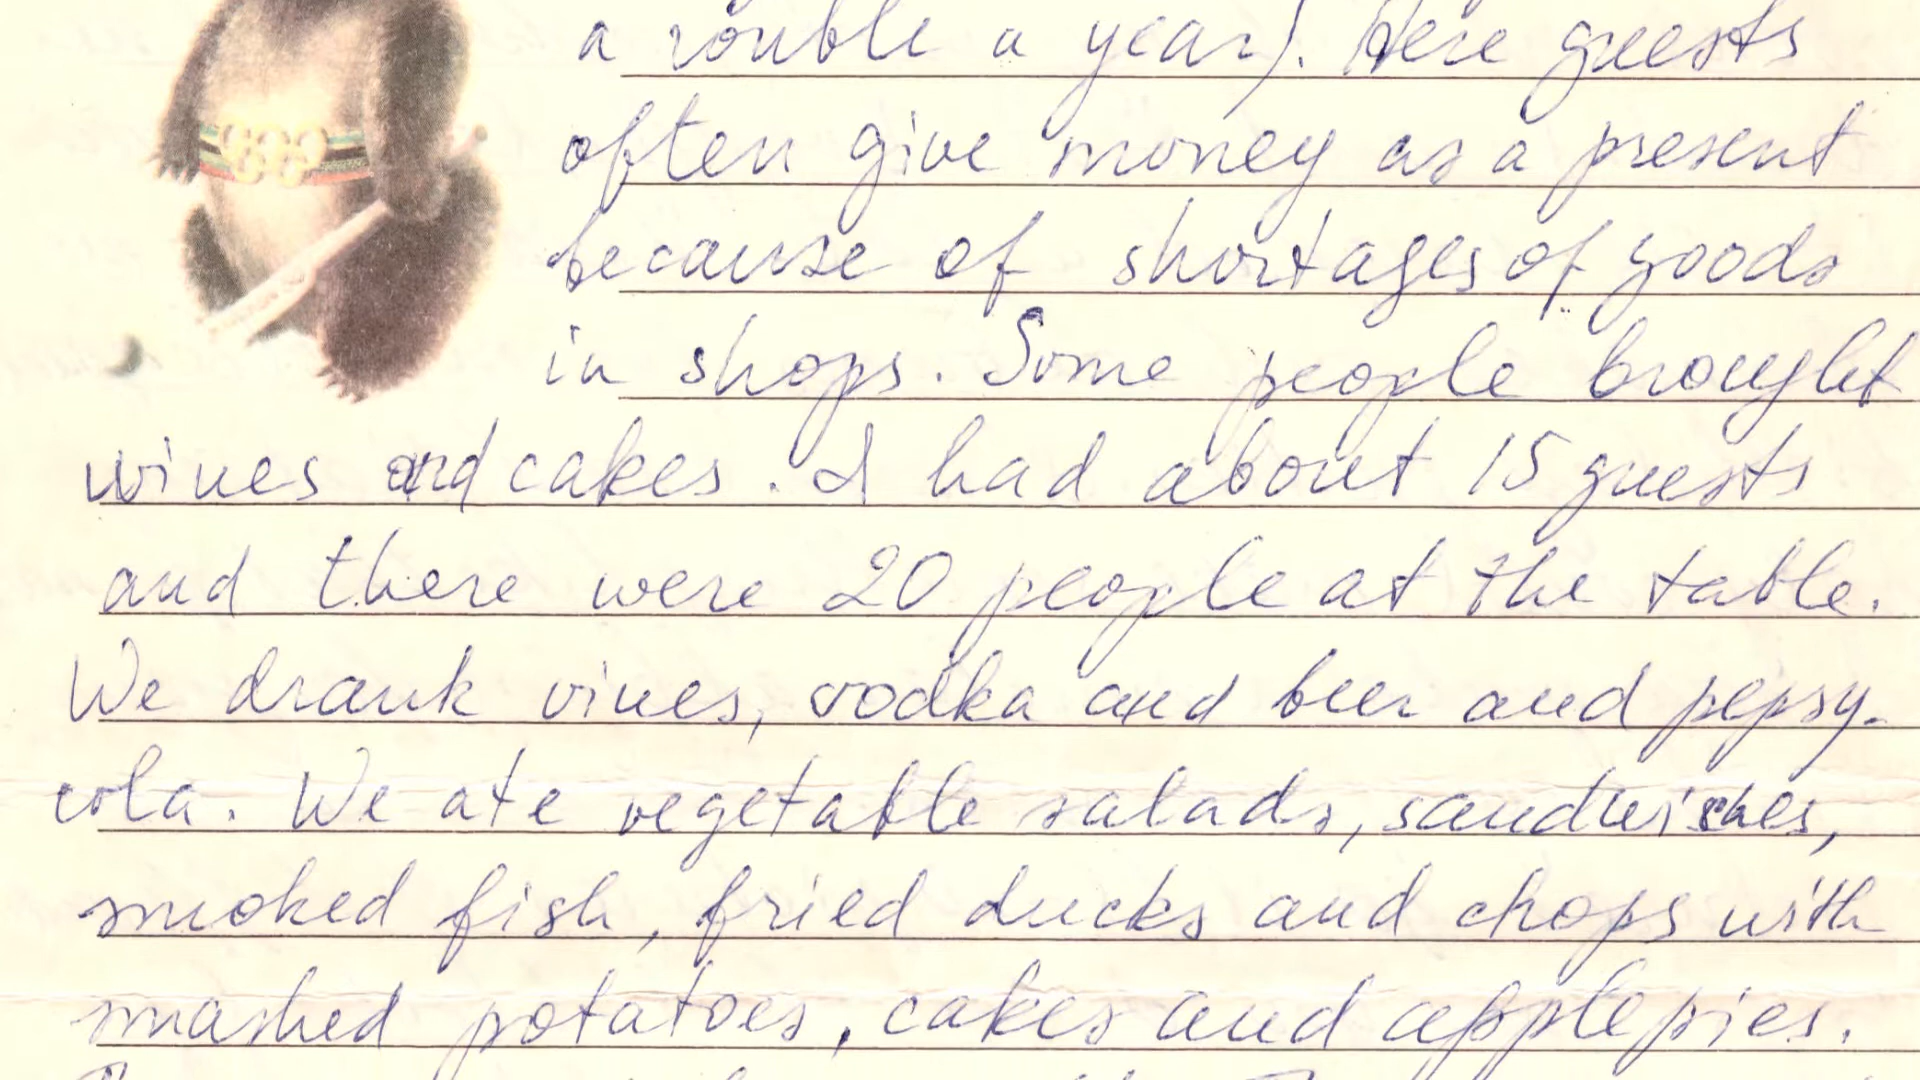 a rouble a year). Here guests
often give money as a present
because of shortages of goods
in shops. Some people brought
wines and cakes. I had about 15 guests
and there were 20 people at the table.
We drank vines, vodka and beer and pepsy-
cola. We ate vegetable salads, sandwiches,
smoked fish, fried ducks and chops with
smashed potatoes, cakes and apple pies.